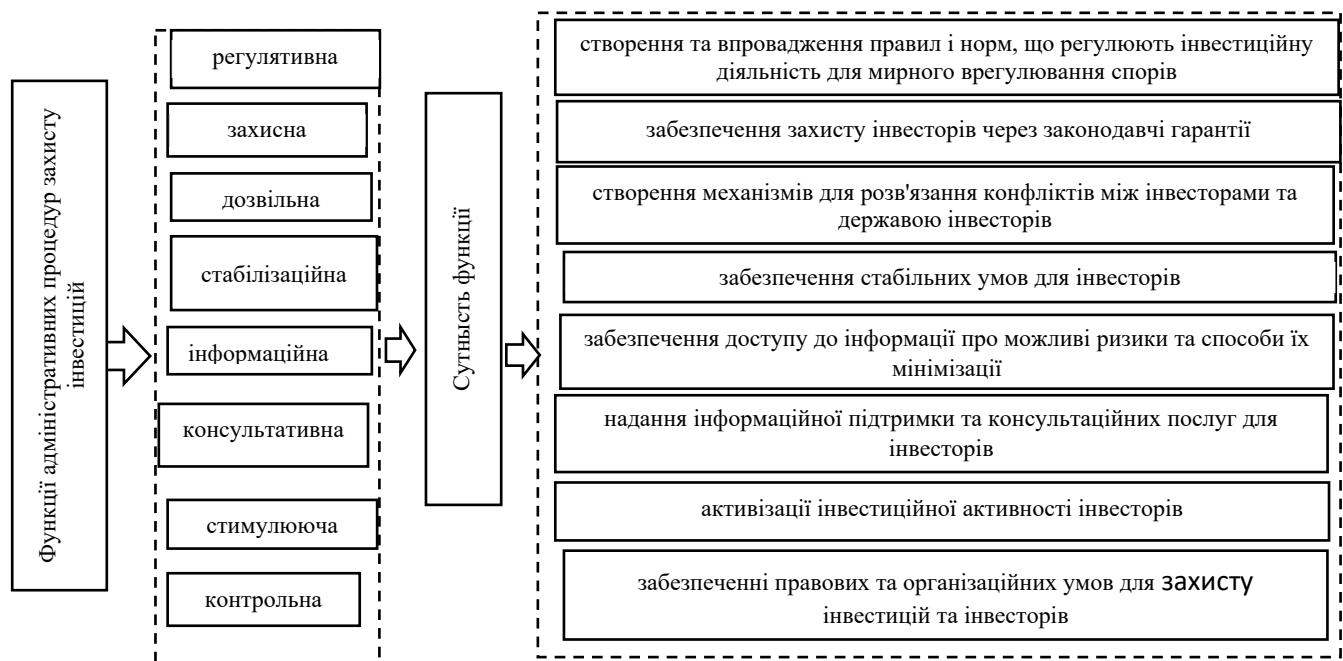 Функції адміністративних процедур захисту
інвестицій
регулятивна
захисна
дозвільна
стабілізаційна
інформаційна
консультативна
стимулююча
контрольна
Сутнысть функції
створення та впровадження правил і норм, що регулюють інвестиційну
діяльність для мирного врегулювання спорів
забезпечення захисту інвесторів через законодавчі гарантії
створення механізмів для розв'язання конфліктів між інвесторами та
державою інвесторів
забезпечення стабільних умов для інвесторів
забезпечення доступу до інформації про можливі ризики та способи їх
мінімізації
надання інформаційної підтримки та консультаційних послуг для
інвесторів
активізації інвестиційної активності інвесторів
забезпеченні правових та організаційних умов для захисту
інвестицій та інвесторів